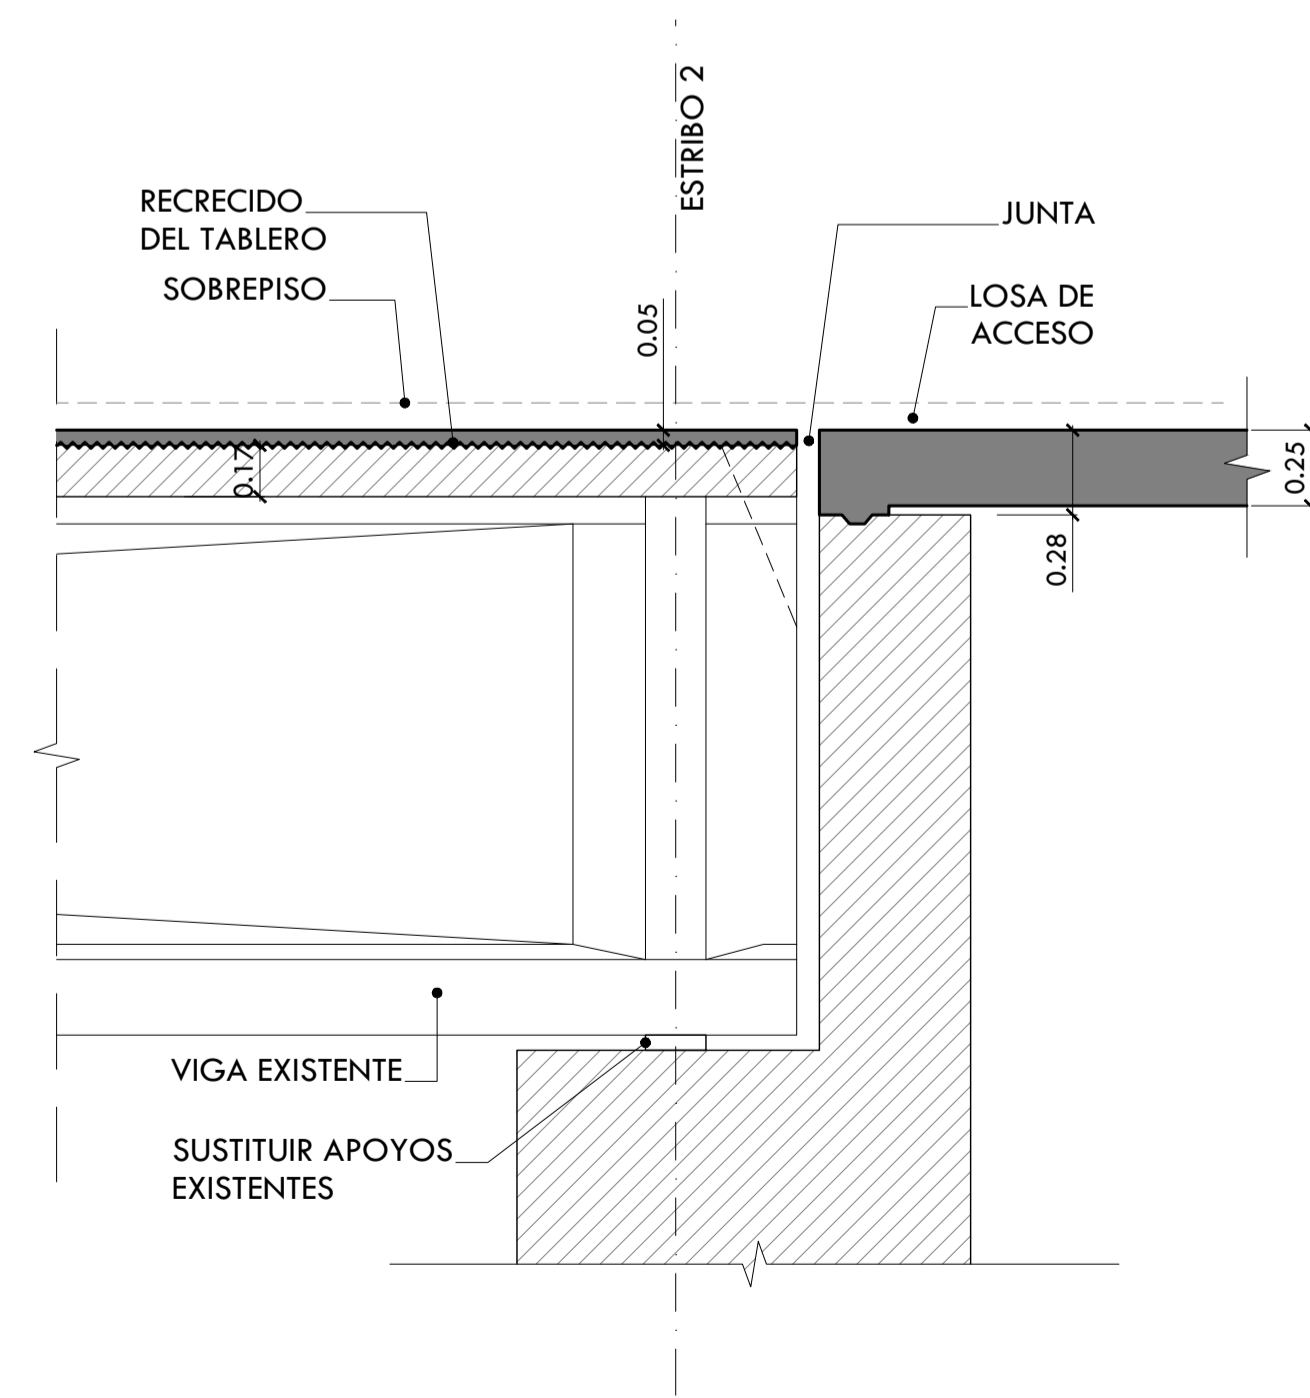 ESTRIBO 2
RECRECIDO
DEL TABLERO
SOBREPISO
JUNTA
LOSA DE
ACCESO
0.05
0.17
0.25
0.28
VIGA EXISTENTE
SUSTITUIR APOYOS
EXISTENTES